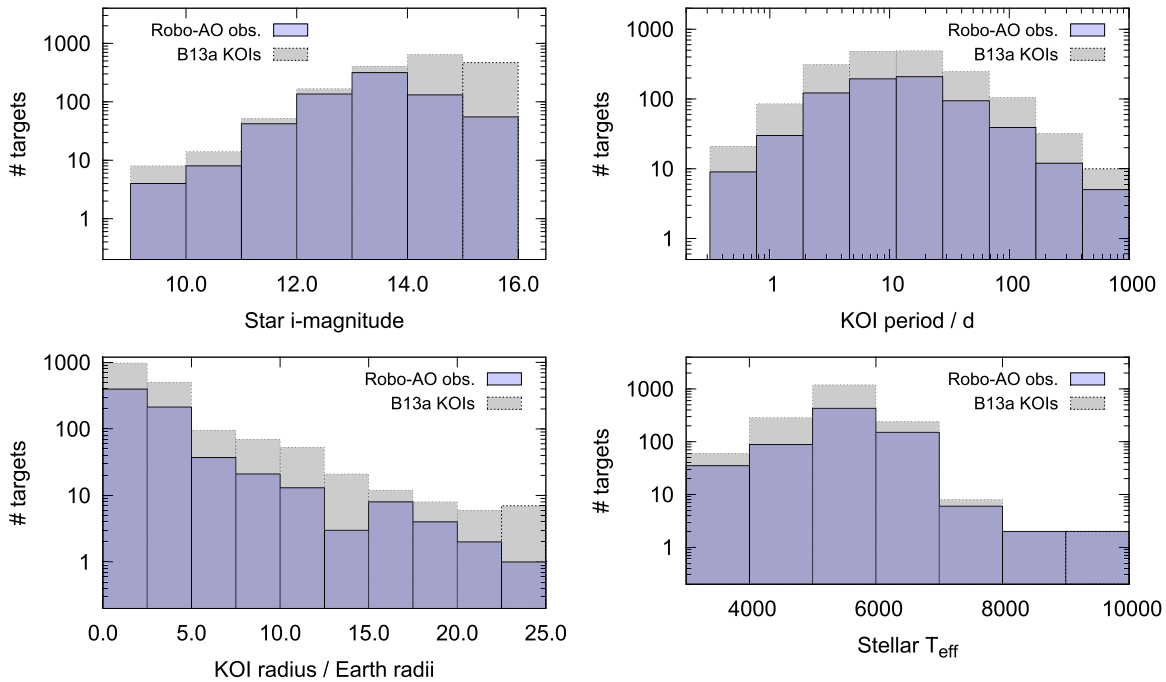 Robo-AO obs.
B13a KOIs
1000
100
10
1
# targets
10.0 12.0 14.0 16.0
Star i-magnitude
Robo-AO obs.
B13a KOIs
1000
100
10
1
# targets
1 10 100 1000
KOI period / d
Robo-AO obs.
B13a KOIs
1000
100
10
1
# targets
0.0 5.0 10.0 15.0 20.0 25.0
KOI radius / Earth radii
Robo-AO obs.
B13a KOIs
1000
100
10
1
# targets
4000 6000 8000 10000
Stellar Teff